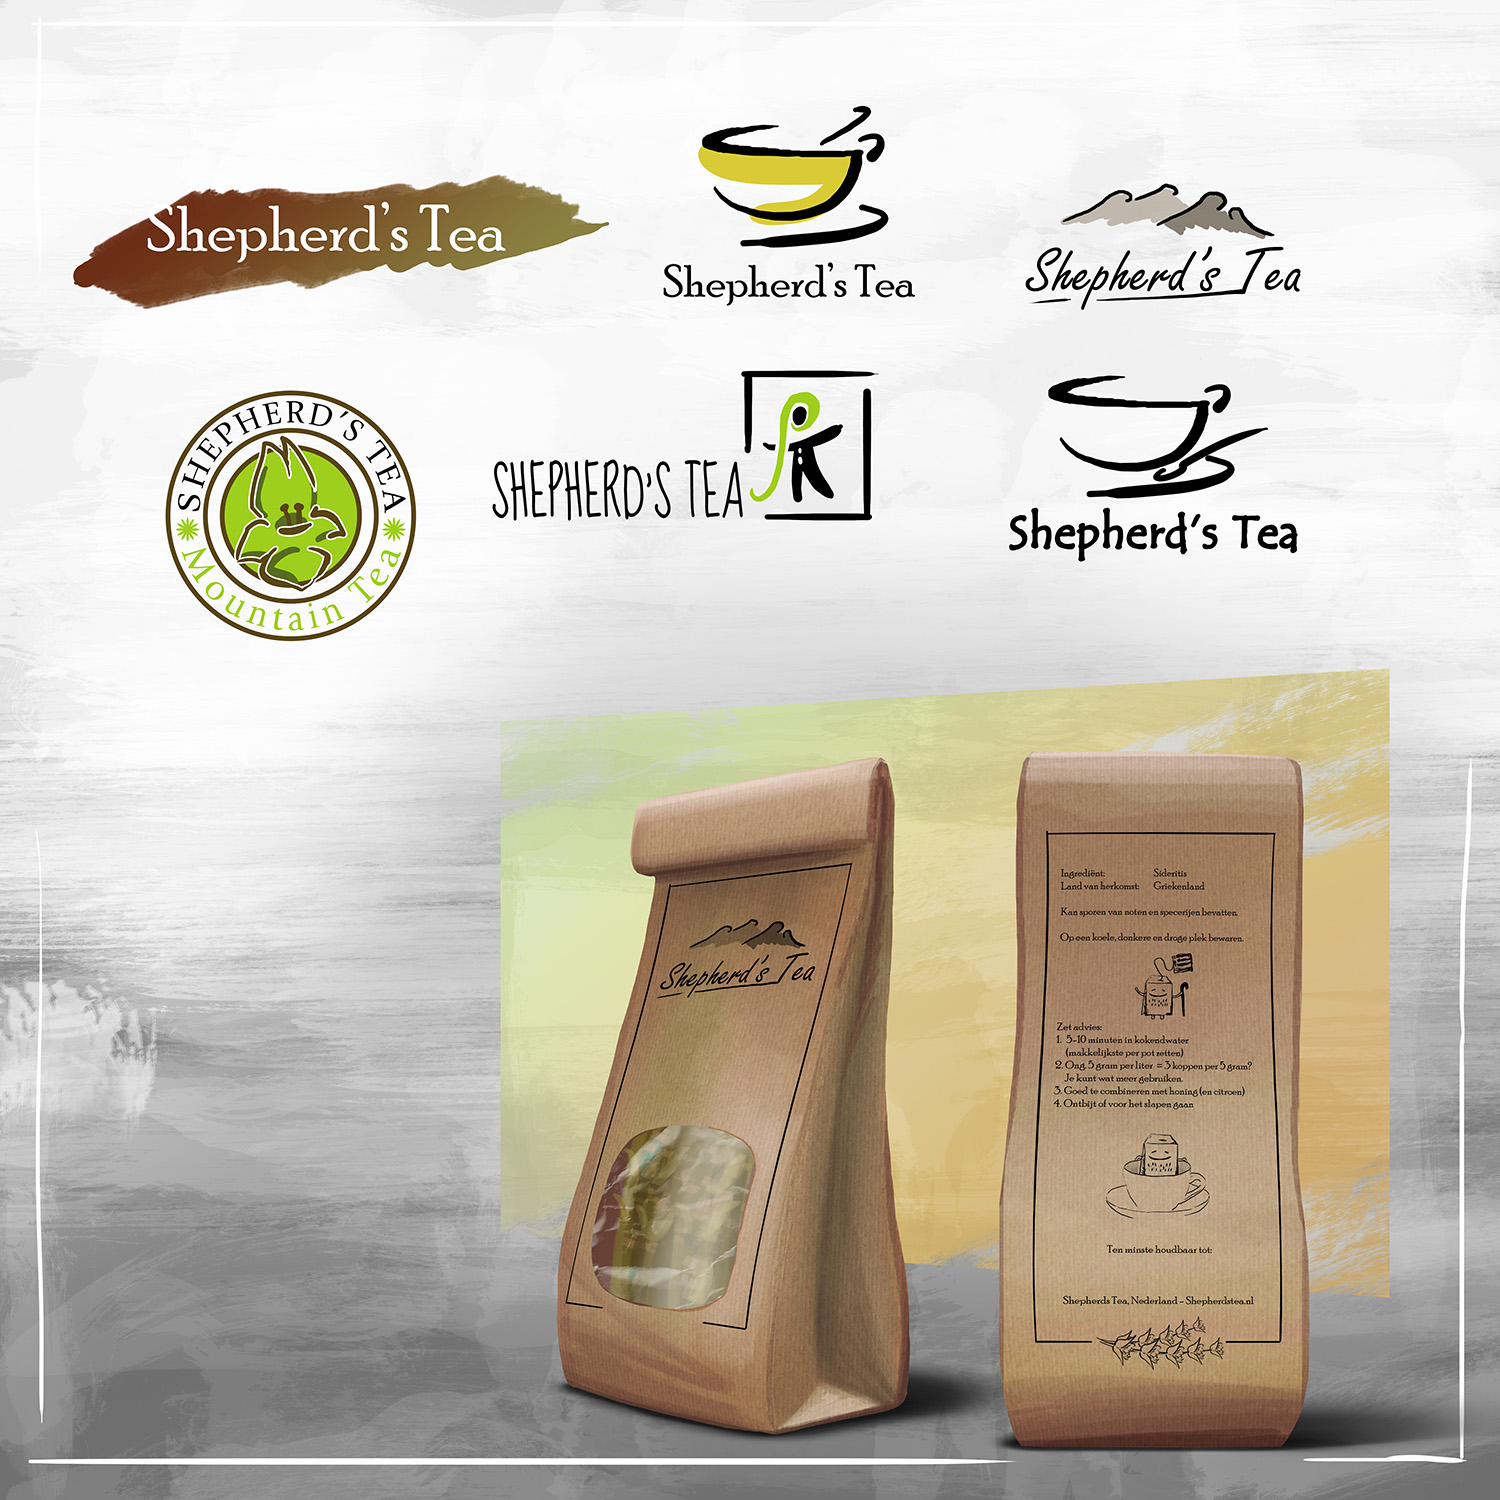 Shepherd's Tea
Shepherd's Tea
Shepherd's Tea
SHEPHERD'S TEA
Mountain Tea
SHEPHERD'S TEA
Shepherd's Tea
Shepherd's Tea
Ingrediënt: Sideritis
Land van herkomst: Griekenland
Kan sporen van noten en specerijen bevatten.
Op een koele, donkere en droge plek bewaren.
Zet advies:
1. 5-10 minuten in kokendwater
(makkelijkste per pot zetten)
2. Ong. 5 gram per liter = 3 koppen per 5 gram?
Je kunt wat meer gebruiken.
3. Goed te combineren met honing (en citroen)
4. Ontbijt of voor het slapen gaan
Ten minste houdbaar tot:
Shepherds Tea, Nederland - Shepherdstea.nl